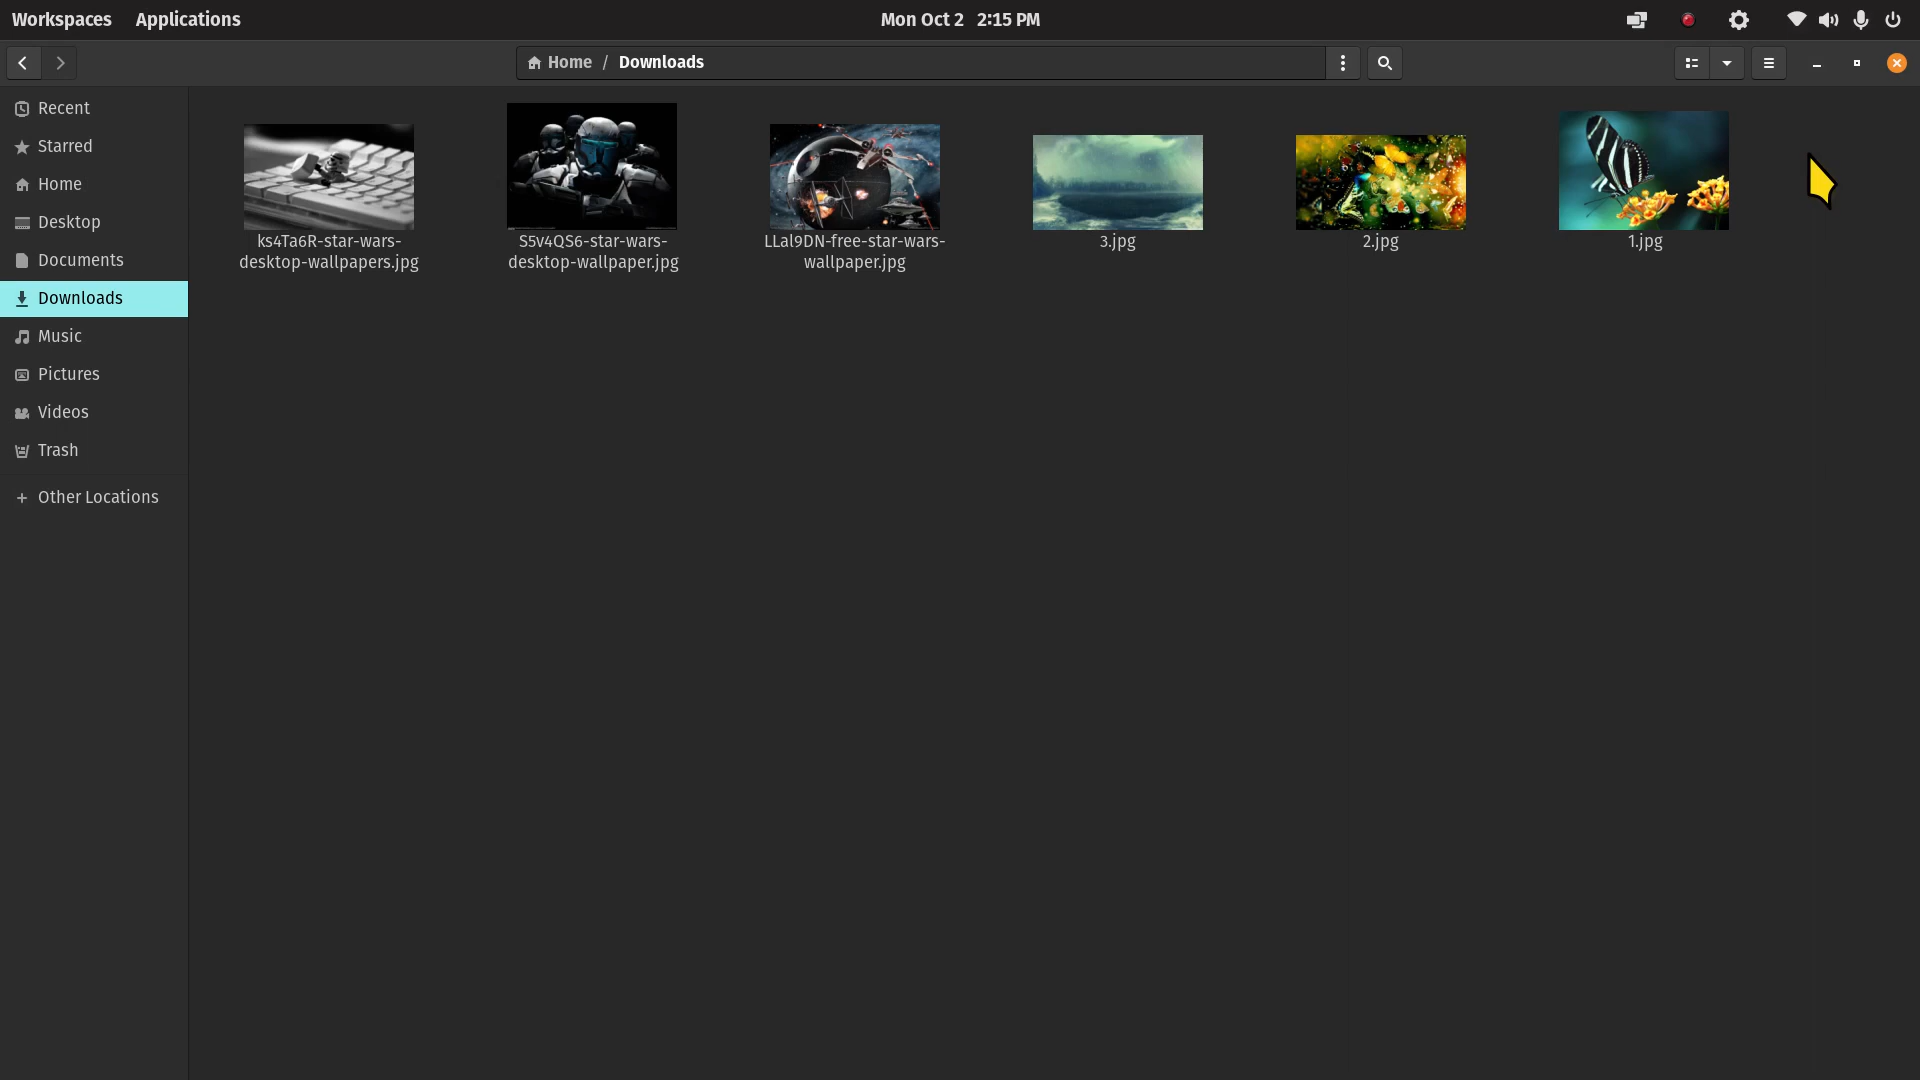 Workspaces Applications Mon Oct 2 2:15 PM
Home / Downloads
Recent
Starred
Home
Desktop
Documents
Downloads
Music
Pictures
Videos
Trash
Other Locations
ks4Ta6R-star-wars-
desktop-wallpapers.jpg
S5v4QS6-star-wars-
desktop-wallpaper.jpg
LLal9DN-free-star-wars-
wallpaper.jpg
3.jpg
2.jpg
1.jpg